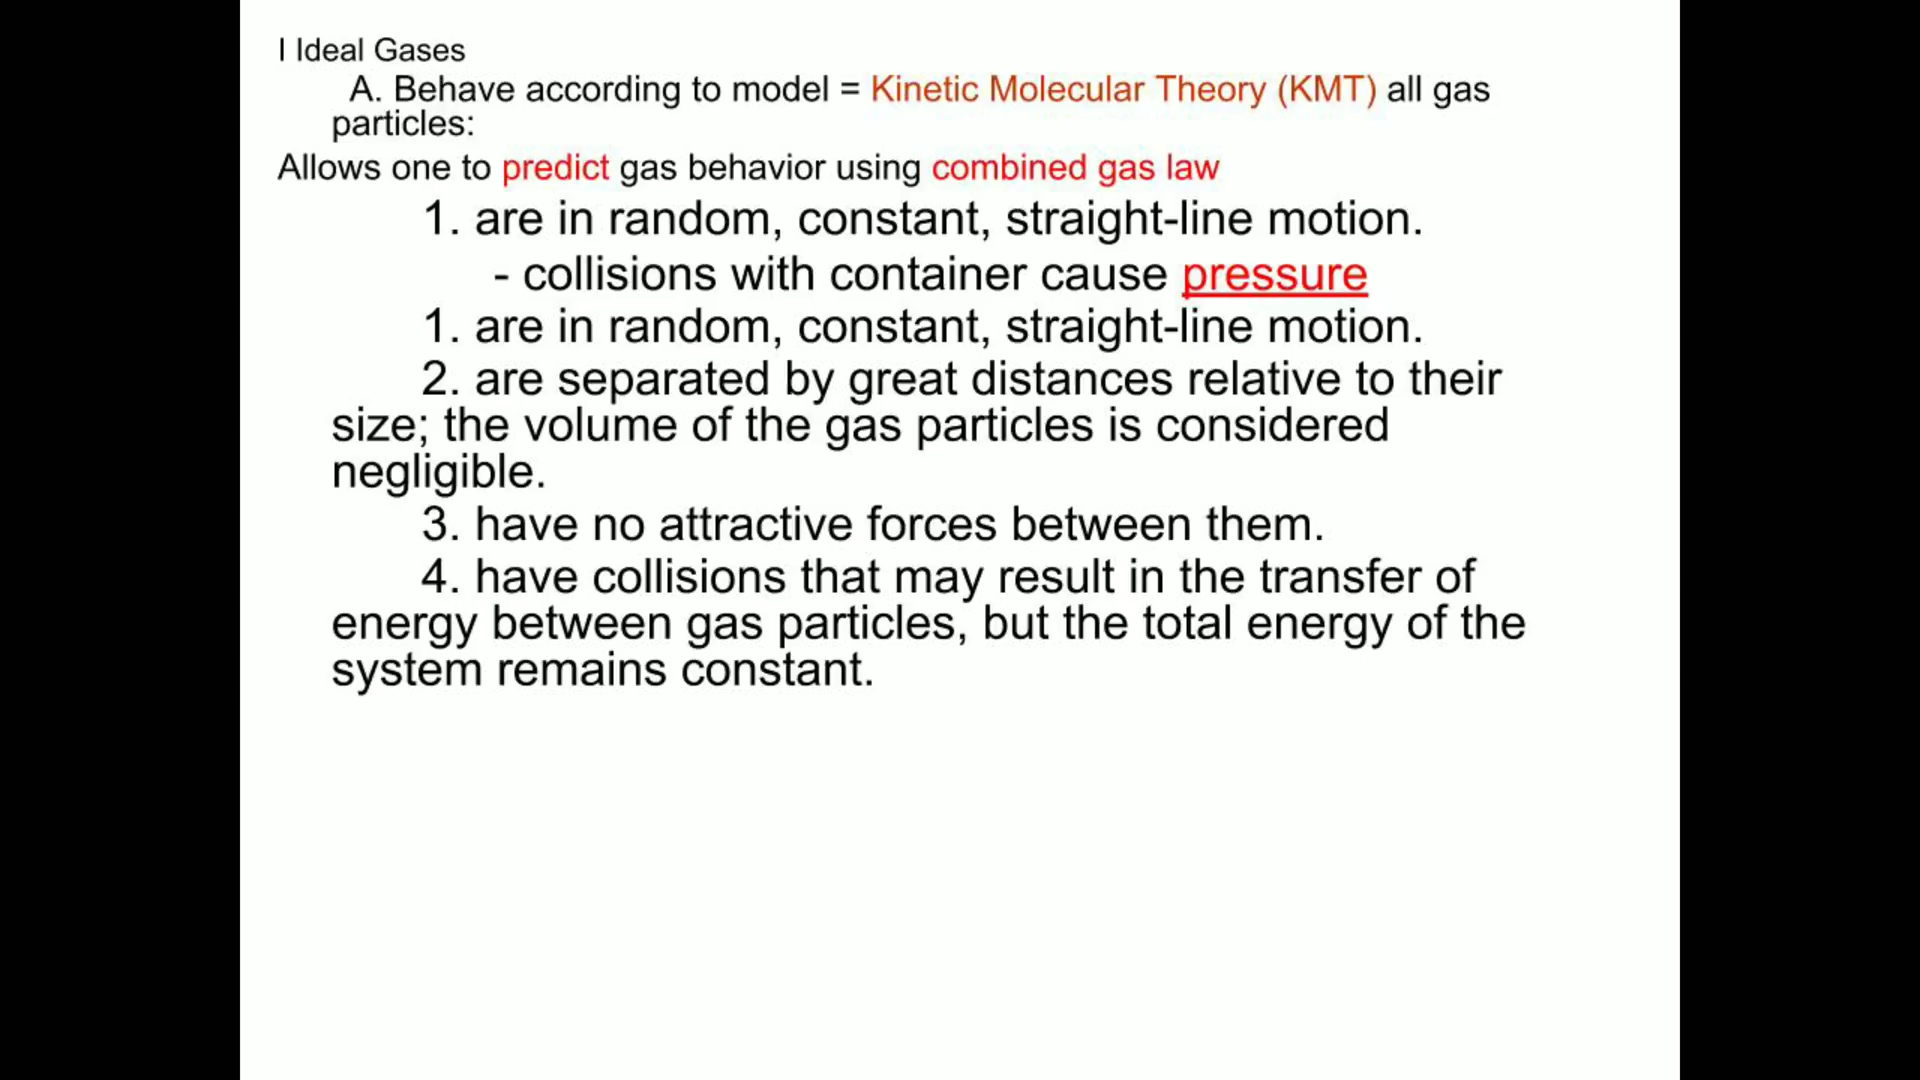 I Ideal Gases
A. Behave according to model = Kinetic Molecular Theory (KMT) all gas
particles:
Allows one to predict gas behavior using combined gas law
1. are in random, constant, straight-line motion.
- collisions with container cause pressure
1. are in random, constant, straight-line motion.
2. are separated by great distances relative to their
size; the volume of the gas particles is considered
negligible.
3. have no attractive forces between them.
4. have collisions that may result in the transfer of
energy between gas particles, but the total energy of the
system remains constant.